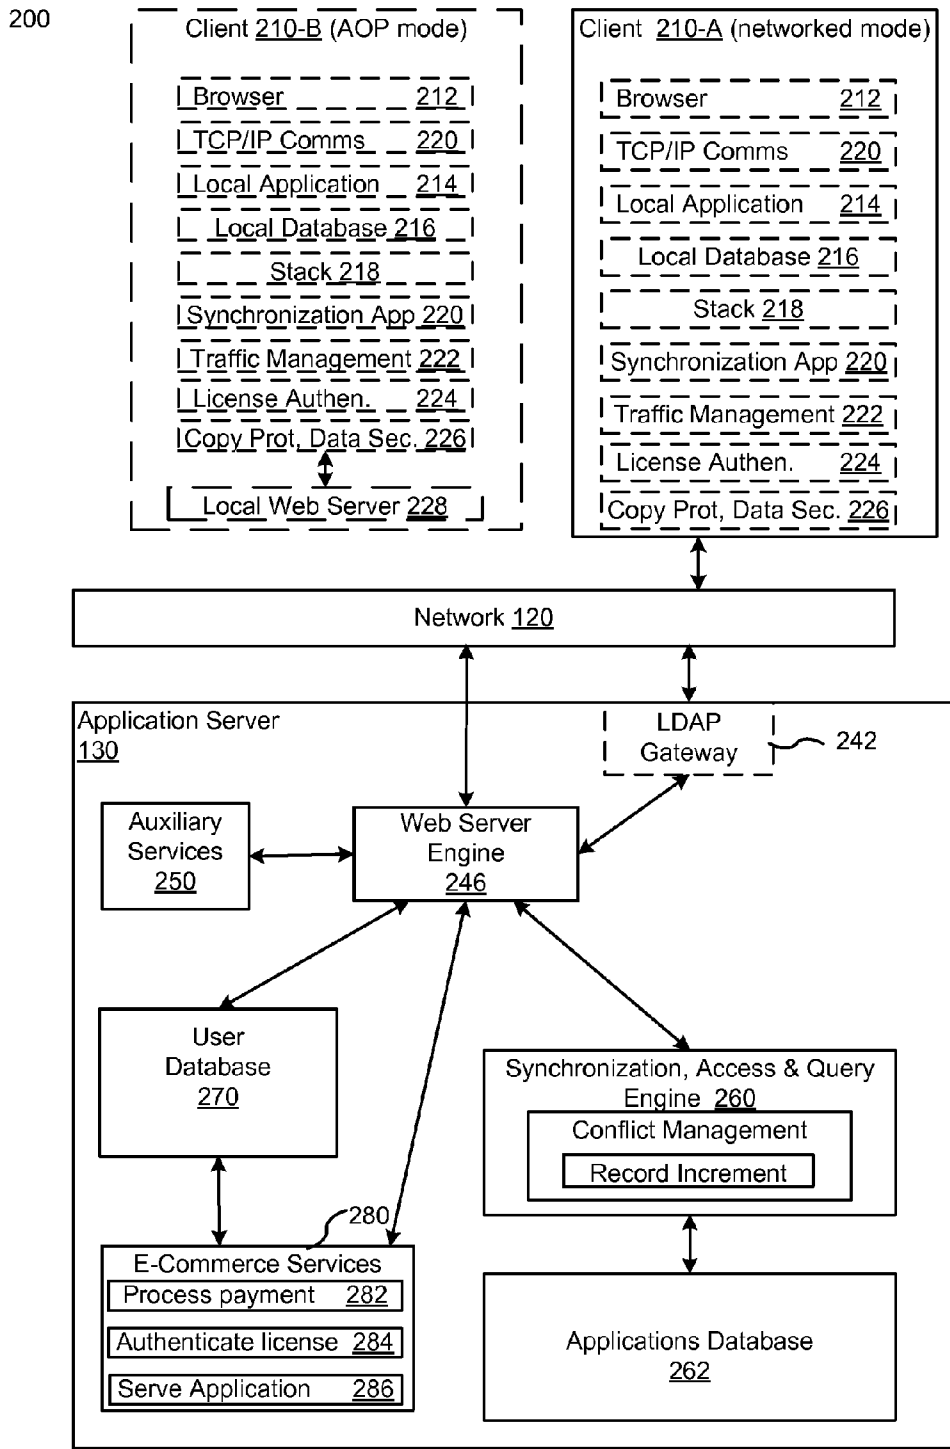 200
Client 210-B (AOP mode)
Browser 212
TCP/IP Comms 220
Local Application 214
Local Database 216
Stack 218
Synchronization App 220
Traffic Management 222
License Authen. 224
Copy Prot, Data Sec. 226
Local Web Server 228
Client 210-A (networked mode)
Browser 212
TCP/IP Comms 220
Local Application 214
Local Database 216
Stack 218
Synchronization App 220
Traffic Management 222
License Authen. 224
Copy Prot, Data Sec. 226
Network 120
Application Server
130
LDAP
Gateway
242
Auxiliary
Services
250
Web Server
Engine
246
User
Database
270
Synchronization, Access & Query
Engine 260
Conflict Management
Record Increment
280
E-Commerce Services
Process payment 282
Authenticate license 284
Serve Application 286
Applications Database
262